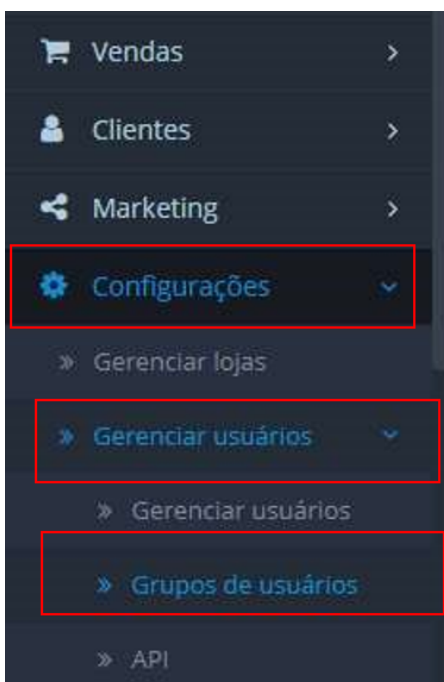 Vendas
Clientes
Marketing
Configurações
Gerenciar lojas
Gerenciar usuários
Gerenciar usuários
Grupos de usuários
API